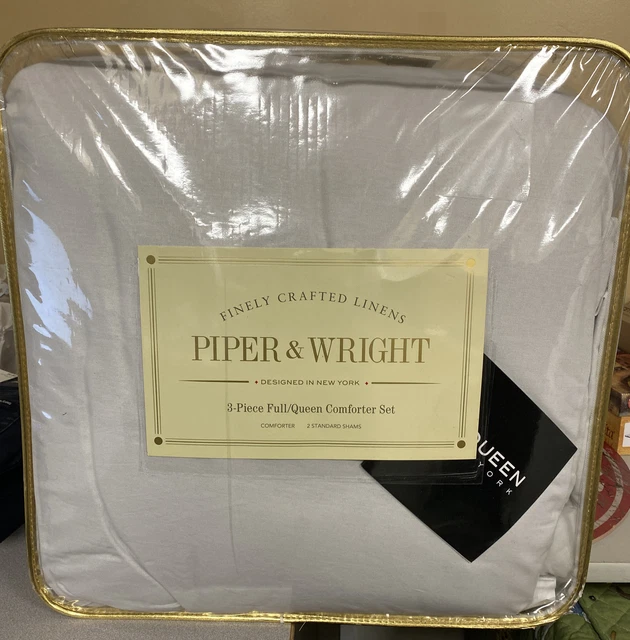 FINELY CRAFTED LINENS
PIPER & WRIGHT
DESIGNED IN NEW YORK
3-Piece Full/Queen Comforter Set
COMFORTER 2 STANDARD SHAMS
QUEEN
YORK